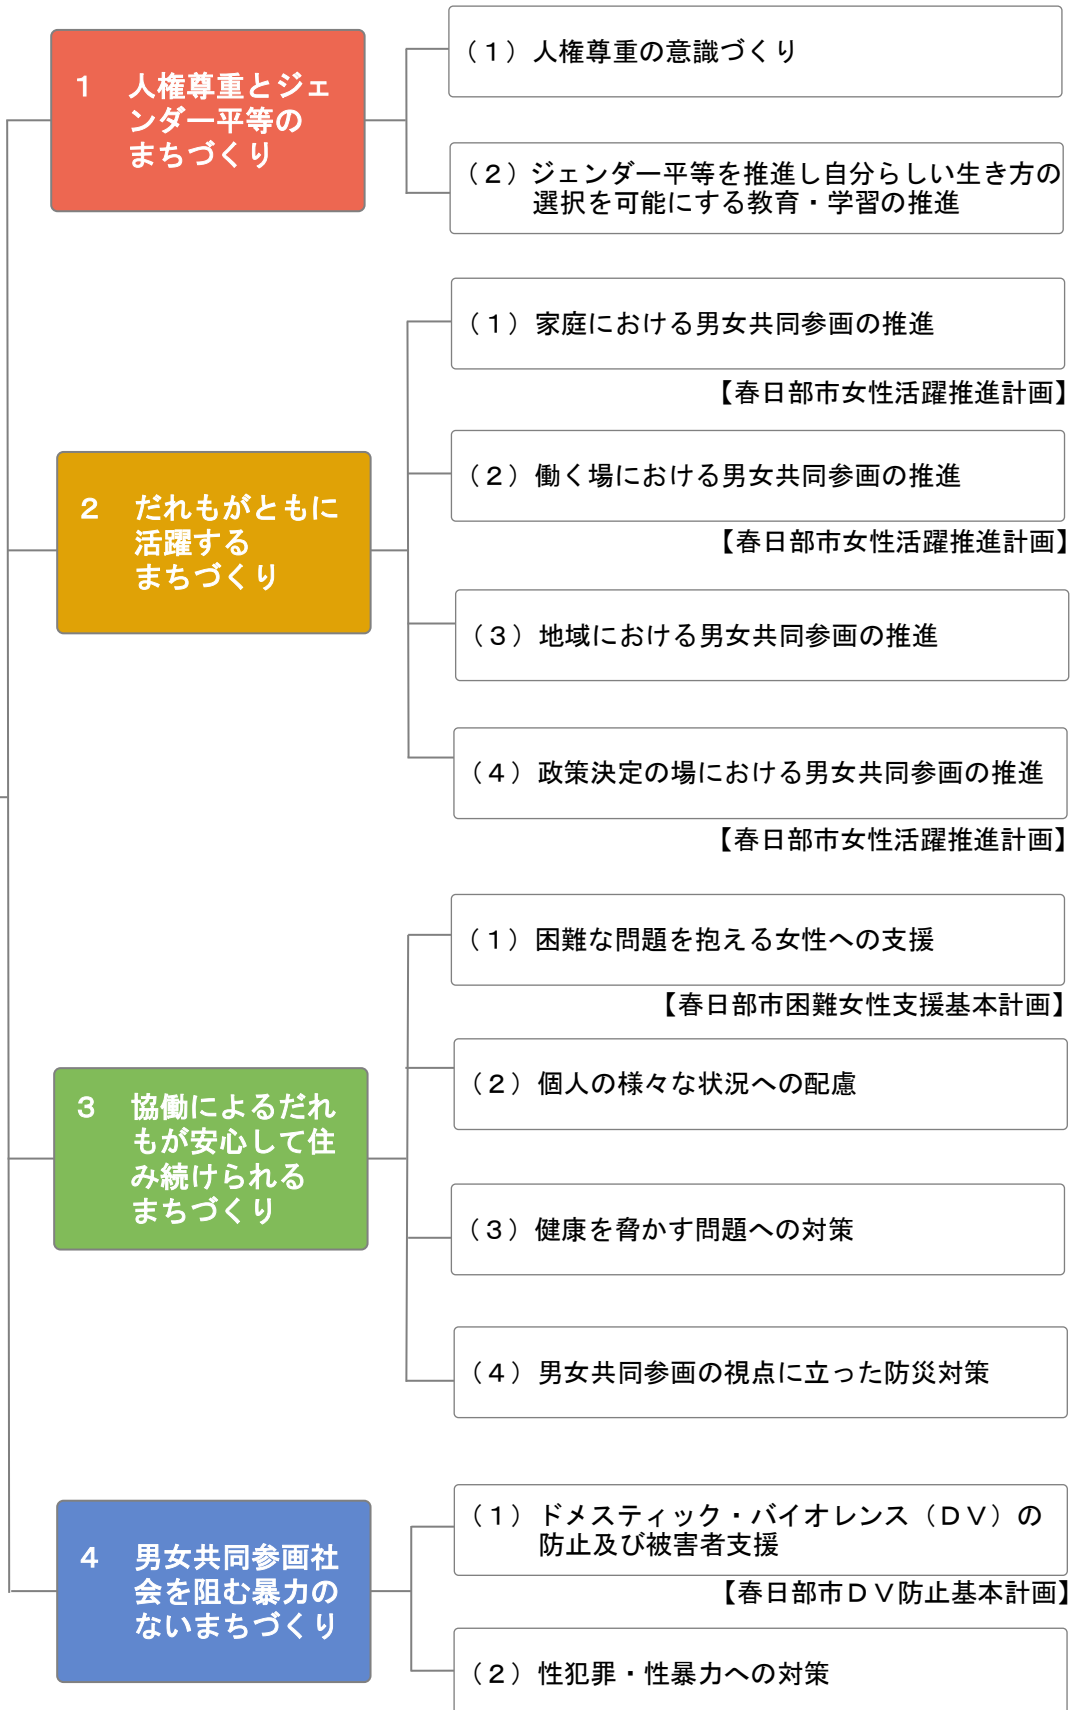 １　人権尊重とジェ
ンダー平等の
まちづくり
（１）人権尊重の意識づくり
（２）ジェンダー平等を推進し自分らしい生き方の
選択を可能にする教育・学習の推進
２　だれもがともに
活躍する
まちづくり
（１）家庭における男女共同参画の推進
【春日部市女性活躍推進計画】
（２）働く場における男女共同参画の推進
【春日部市女性活躍推進計画】
（３）地域における男女共同参画の推進
（４）政策決定の場における男女共同参画の推進
【春日部市女性活躍推進計画】
３　協働によるだれ
もが安心して住
み続けられる
まちづくり
（１）困難な問題を抱える女性への支援
【春日部市困難女性支援基本計画】
（２）個人の様々な状況への配慮
（３）健康を脅かす問題への対策
（４）男女共同参画の視点に立った防災対策
４　男女共同参画社
会を阻む暴力の
ないまちづくり
（１）ドメスティック・バイオレンス（ＤＶ）の
防止及び被害者支援
【春日部市ＤＶ防止基本計画】
（２）性犯罪・性暴力への対策